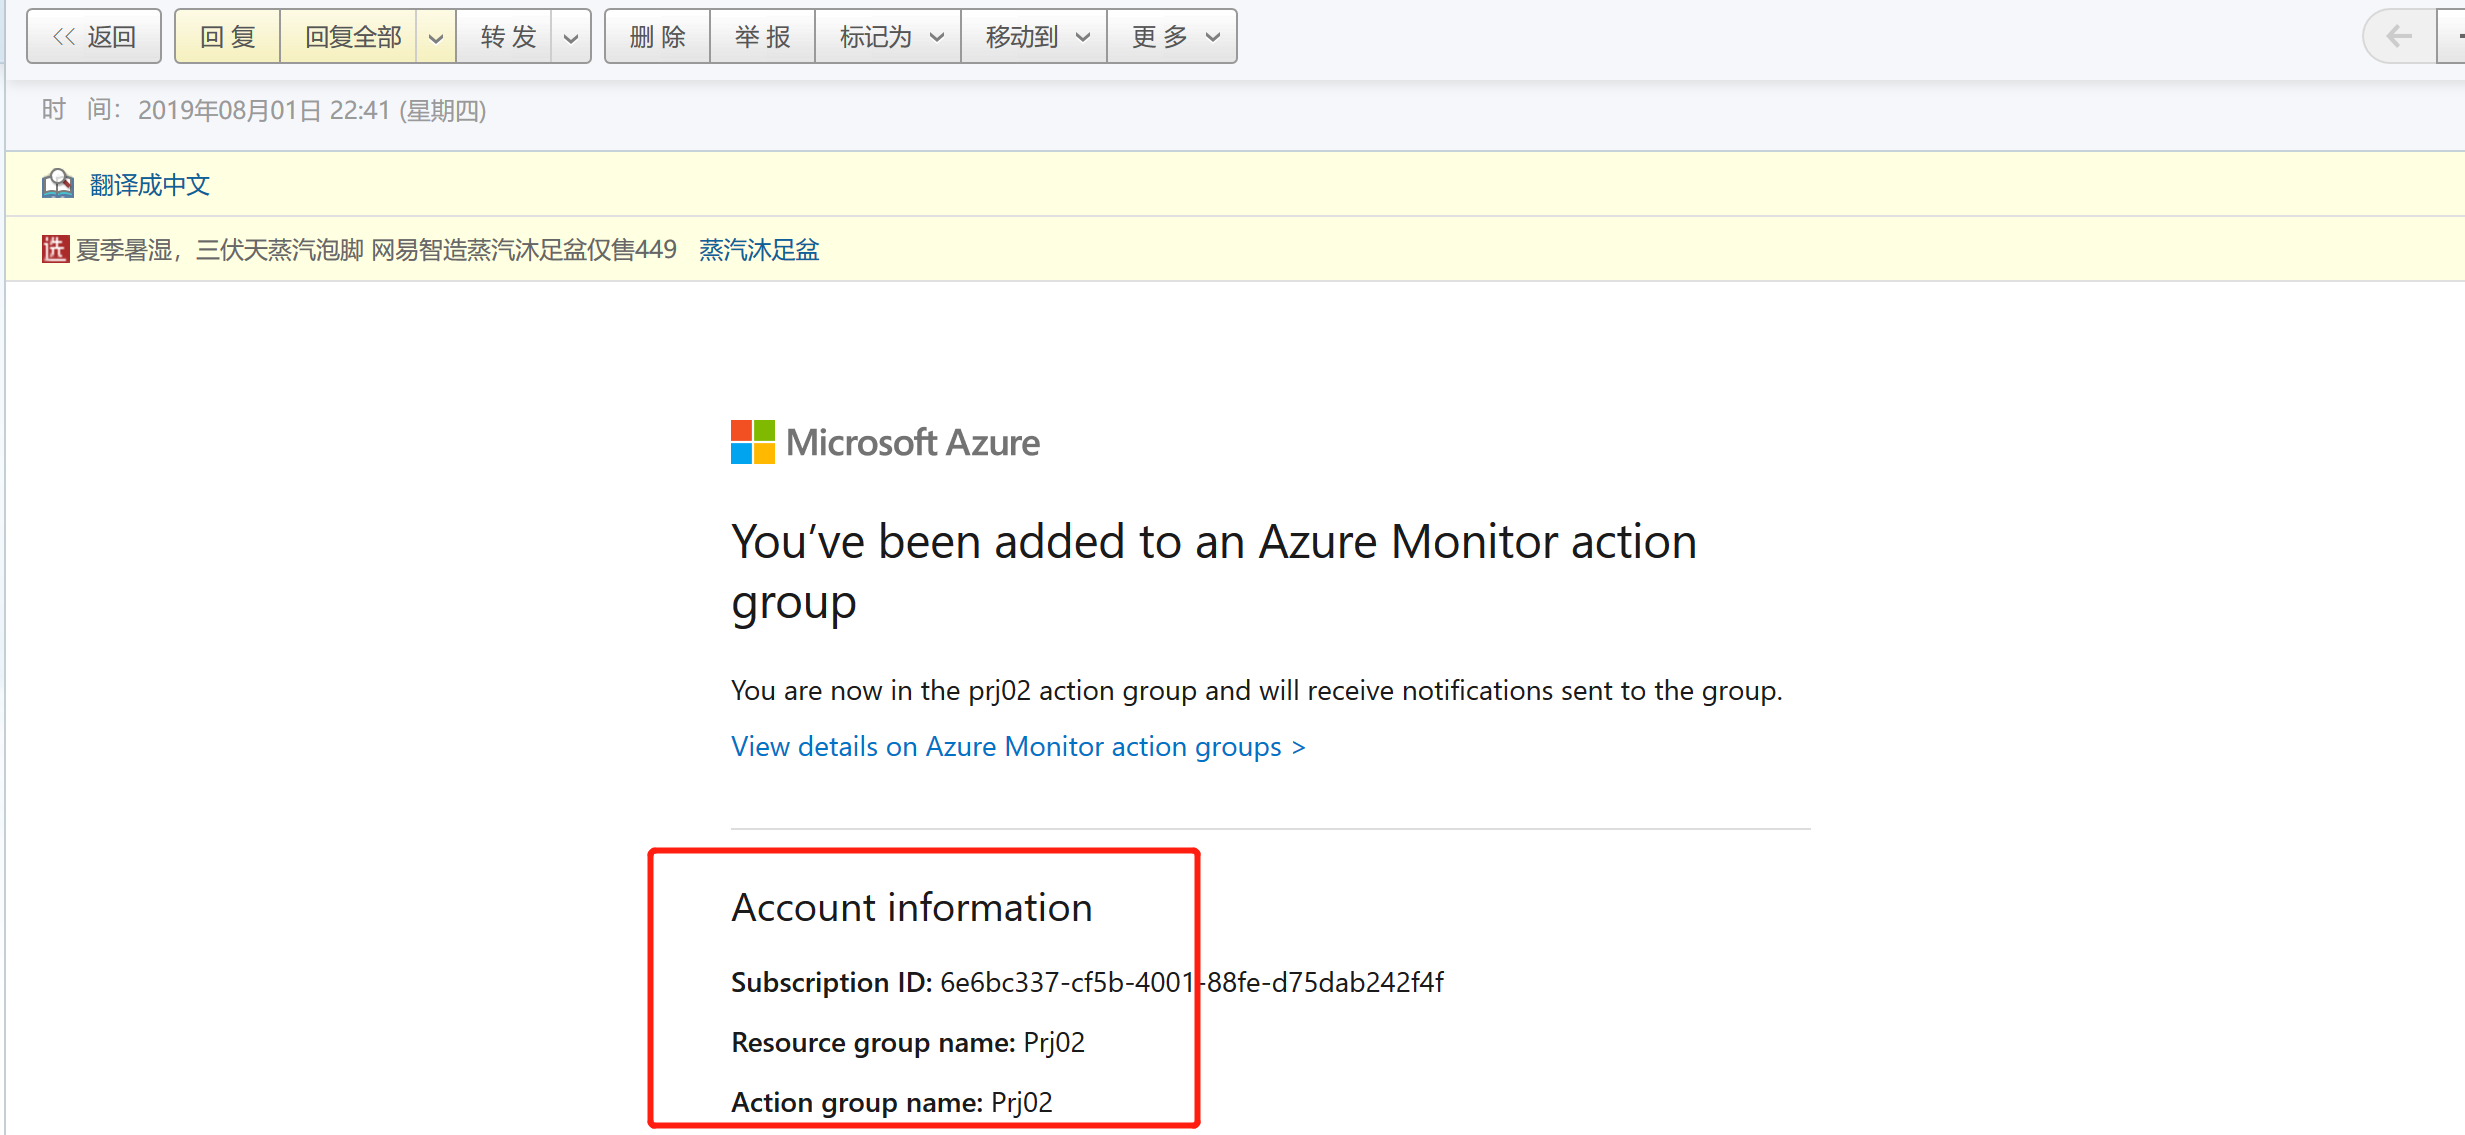 返回 回 复 回复全部 转 发 删 除 举 报 标记为 移动到 更 多
时 间： 2019年08月01日 22:41 (星期四)
翻译成中文
选 夏季暑湿，三伏天蒸汽泡脚 网易智造蒸汽沐足盆仅售449 蒸汽沐足盆
Microsoft Azure
You’ve been added to an Azure Monitor action
group
You are now in the prj02 action group and will receive notifications sent to the group.
View details on Azure Monitor action groups >
Account information
Subscription ID: 6e6bc337-cf5b-4001-88fe-d75dab242f4f
Resource group name: Prj02
Action group name: Prj02